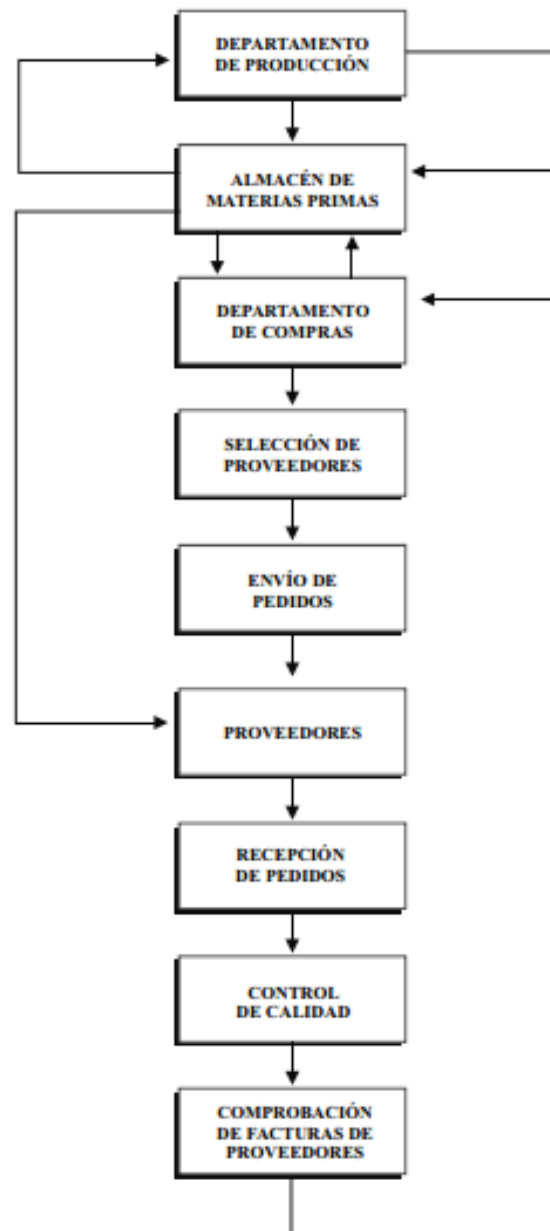 DEPARTAMENTO
DE PRODUCCIÓN
ALMACÉN DE
MATERIAS PRIMAS
DEPARTAMENTO
DE COMPRAS
SELECCIÓN DE
PROVEEDORES
ENVÍO DE
PEDIDOS
PROVEEDORES
RECEPCIÓN
DE PEDIDOS
CONTROL
DE CALIDAD
COMPROBACIÓN
DE FACTURAS DE
PROVEEDORES